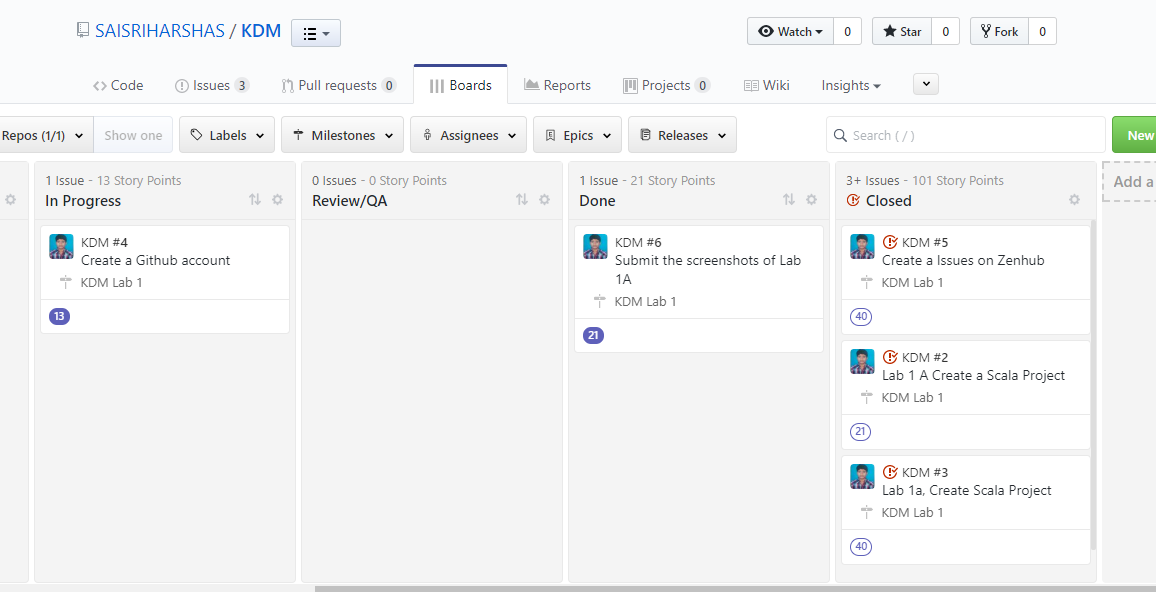 SAISRIHARSHAS / KDM
Watch 0 Star 0 Fork 0
Code Issues 3 Pull requests 0 Boards Reports Projects 0 Wiki Insights
Repos (1/1) Show one Labels Milestones Assignees Epics Releases Search ( / ) New
1 Issue - 13 Story Points
In Progress
KDM #4
Create a Github account
KDM Lab 1
13
0 Issues - 0 Story Points
Review/QA
1 Issue - 21 Story Points
Done
KDM #6
Submit the screenshots of Lab
1A
KDM Lab 1
21
3+ Issues - 101 Story Points
Closed
KDM #5
Create a Issues on Zenhub
KDM Lab 1
40
KDM #2
Lab 1 A Create a Scala Project
KDM Lab 1
21
KDM #3
Lab 1a, Create Scala Project
KDM Lab 1
40
Add a